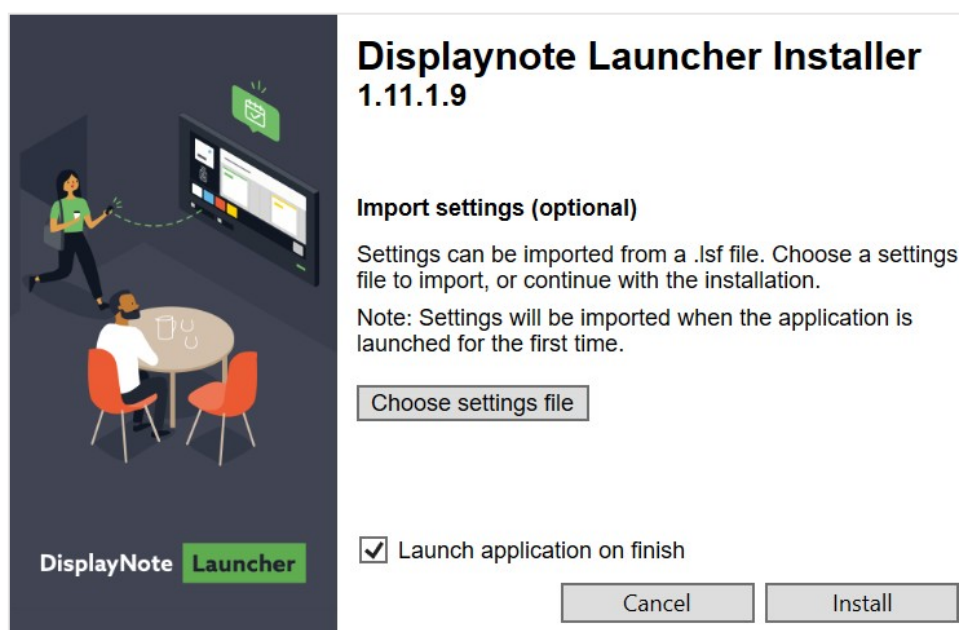 Displaynote Launcher Installer
1.11.1.9
Import settings (optional)
Settings can be imported from a .lsf file. Choose a settings
file to import, or continue with the installation.
Note: Settings will be imported when the application is
launched for the first time.
Choose settings file
Launch application on finish
DisplayNote Launcher
Cancel
Install